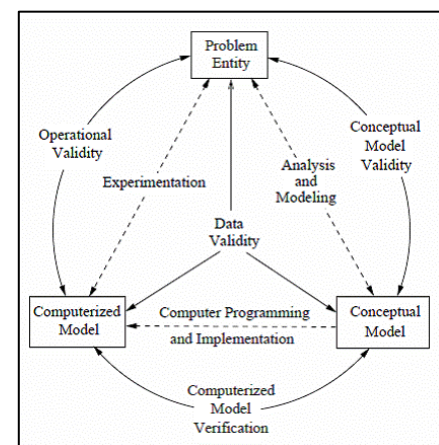 Problem
Entity
Operational
Validity
Conceptual
Model
Validity
Experimentation
Analysis
and
Modeling
Data
Validity
Computerized
Model
Computer Programming
and Implementation
Conceptual
Model
Computerized
Model
Verification